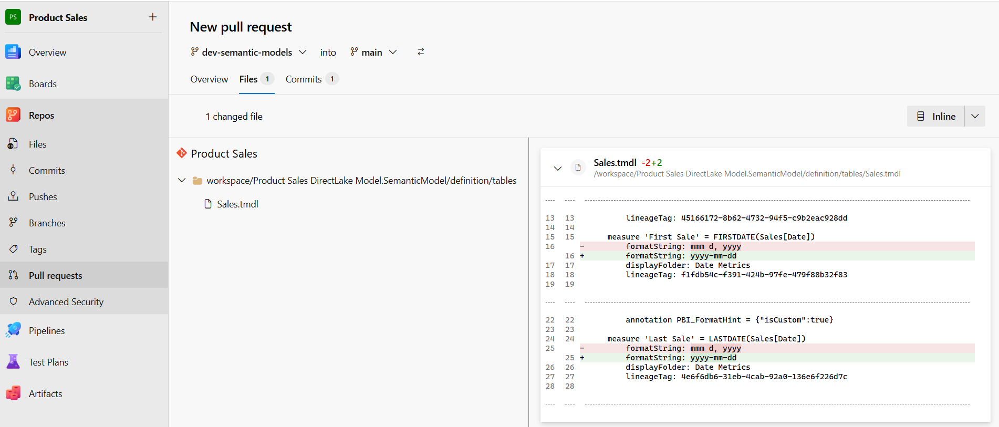 PS Product Sales +
Overview
Boards
Repos
Files
Commits
Pushes
Branches
Tags
Pull requests
Advanced Security
Pipelines
Test Plans
Artifacts
New pull request
dev-semantic-models into main
Overview Files 1 Commits 1
1 changed file
Inline
Product Sales
workspace/Product Sales DirectLake Model.SemanticModel/definition/tables
Sales.tmdl
Sales.tmdl -2+2
/workspace/Product Sales DirectLake Model.SemanticModel/definition/tables/Sales.tmdl
13 13 lineageTag: 45166172-8b62-4732-94f5-c9b2eac928dd
14 14
15 15 measure 'First Sale' = FIRSTDATE(Sales[Date])
16 - formatString: mmm d, yyyy
16 + formatString: yyyy-mm-dd
17 17 displayFolder: Date Metrics
18 18 lineageTag: f1fdb54c-f391-424b-97fe-479f88b32f83
19 19
22 22 annotation PBI_FormatHint = {"isCustom":true}
23 23
24 24 measure 'Last Sale' = LASTDATE(Sales[Date])
25 - formatString: mmm d, yyyy
25 + formatString: yyyy-mm-dd
26 26 displayFolder: Date Metrics
27 27 lineageTag: 4e6f6db6-31eb-4cab-92a0-136e6f226d7c
28 28